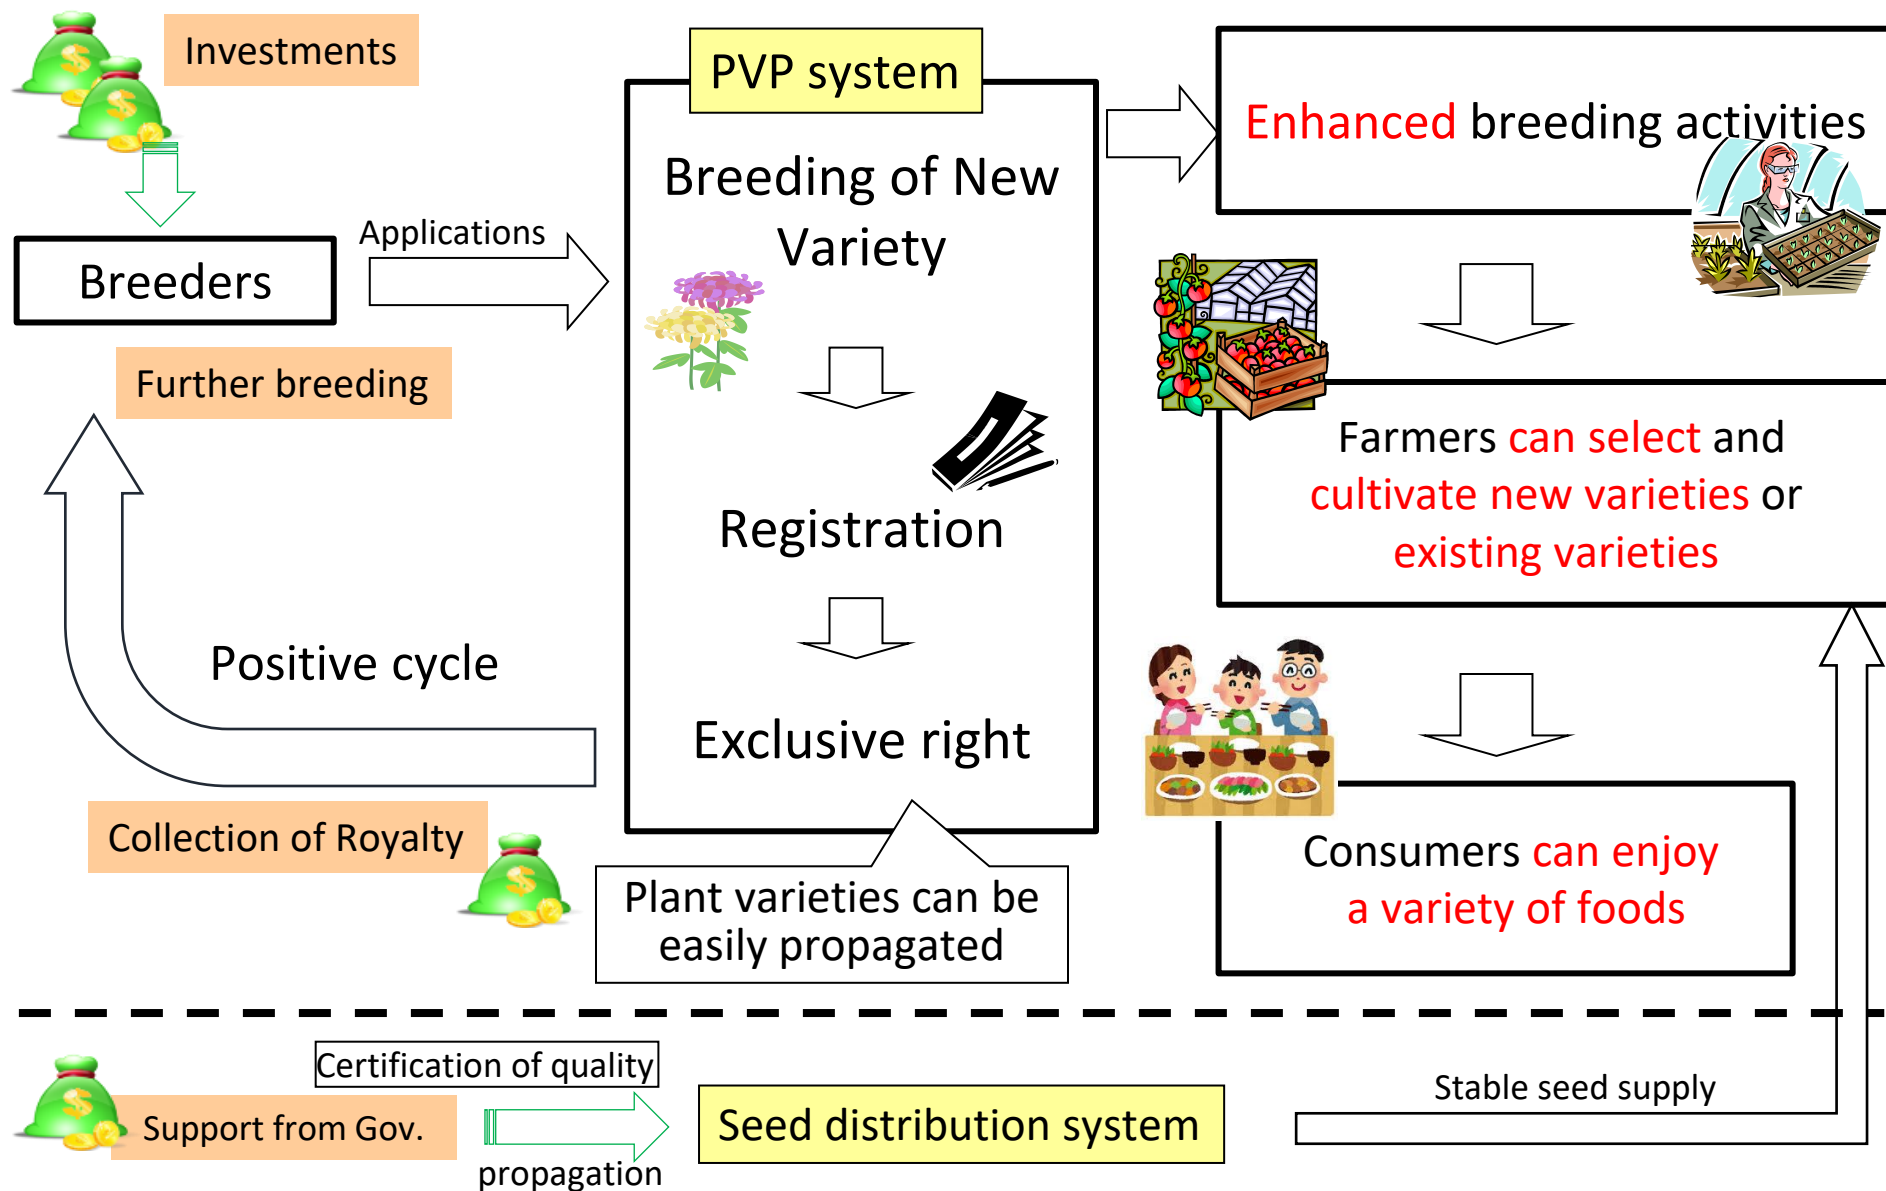 Investments
Breeders
Applications
Further breeding
Positive cycle
Collection of Royalty
PVP system
Breeding of New
Variety
Registration
Exclusive right
Plant varieties can be
easily propagated
Enhanced breeding activities
Farmers can select and
cultivate new varieties or
existing varieties
Consumers can enjoy
a variety of foods
Certification of quality
Support from Gov.
propagation
Seed distribution system
Stable seed supply